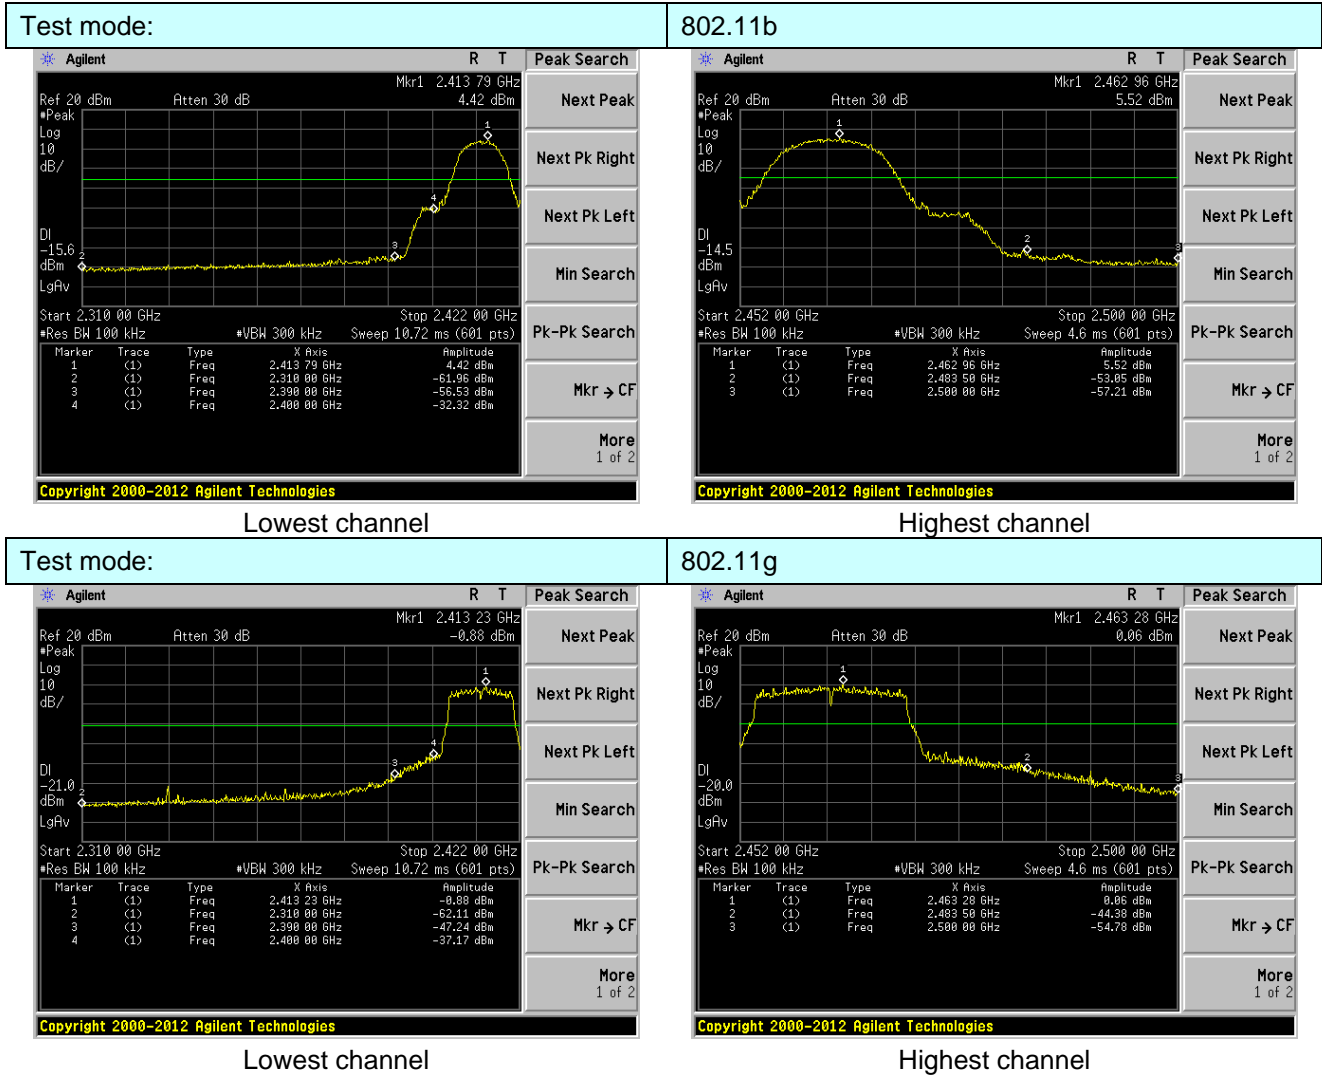 Test mode: 802.11b
Agilent R T Peak Search
Mkr1 2.413 79 GHz
Ref 20 dBm Atten 30 dB 4.42 dBm
#Peak
Log
10
dB/
DI
-15.6
dBm
LgAv
1
2
3
4
Start 2.310 00 GHz Stop 2.422 00 GHz
#Res BW 100 kHz #VBW 300 kHz Sweep 10.72 ms (601 pts)
Marker Trace Type X Axis Amplitude
1 (1) Freq 2.413 79 GHz 4.42 dBm
2 (1) Freq 2.310 00 GHz -61.96 dBm
3 (1) Freq 2.390 00 GHz -56.53 dBm
4 (1) Freq 2.400 00 GHz -32.32 dBm
Next Peak
Next Pk Right
Next Pk Left
Min Search
Pk-Pk Search
Mkr → CF
More
1 of 2
Copyright 2000-2012 Agilent Technologies
Lowest channel
Agilent R T Peak Search
Mkr1 2.462 96 GHz
Ref 20 dBm Atten 30 dB 5.52 dBm
#Peak
Log
10
dB/
DI
-14.5
dBm
LgAv
1
2
3
Start 2.452 00 GHz Stop 2.500 00 GHz
#Res BW 100 kHz #VBW 300 kHz Sweep 4.6 ms (601 pts)
Marker Trace Type X Axis Amplitude
1 (1) Freq 2.462 96 GHz 5.52 dBm
2 (1) Freq 2.483 50 GHz -53.05 dBm
3 (1) Freq 2.500 00 GHz -57.21 dBm
Next Peak
Next Pk Right
Next Pk Left
Min Search
Pk-Pk Search
Mkr → CF
More
1 of 2
Copyright 2000-2012 Agilent Technologies
Highest channel
Test mode: 802.11g
Agilent R T Peak Search
Mkr1 2.413 23 GHz
Ref 20 dBm Atten 30 dB -0.88 dBm
#Peak
Log
10
dB/
DI
-21.0
dBm
LgAv
1
2
3
4
Start 2.310 00 GHz Stop 2.422 00 GHz
#Res BW 100 kHz #VBW 300 kHz Sweep 10.72 ms (601 pts)
Marker Trace Type X Axis Amplitude
1 (1) Freq 2.413 23 GHz -0.88 dBm
2 (1) Freq 2.310 00 GHz -62.11 dBm
3 (1) Freq 2.390 00 GHz -47.24 dBm
4 (1) Freq 2.400 00 GHz -37.17 dBm
Next Peak
Next Pk Right
Next Pk Left
Min Search
Pk-Pk Search
Mkr → CF
More
1 of 2
Copyright 2000-2012 Agilent Technologies
Lowest channel
Agilent R T Peak Search
Mkr1 2.463 28 GHz
Ref 20 dBm Atten 30 dB 0.06 dBm
#Peak
Log
10
dB/
DI
-20.0
dBm
LgAv
1
2
3
Start 2.452 00 GHz Stop 2.500 00 GHz
#Res BW 100 kHz #VBW 300 kHz Sweep 4.6 ms (601 pts)
Marker Trace Type X Axis Amplitude
1 (1) Freq 2.463 28 GHz 0.06 dBm
2 (1) Freq 2.483 50 GHz -44.38 dBm
3 (1) Freq 2.500 00 GHz -54.78 dBm
Next Peak
Next Pk Right
Next Pk Left
Min Search
Pk-Pk Search
Mkr → CF
More
1 of 2
Copyright 2000-2012 Agilent Technologies
Highest channel